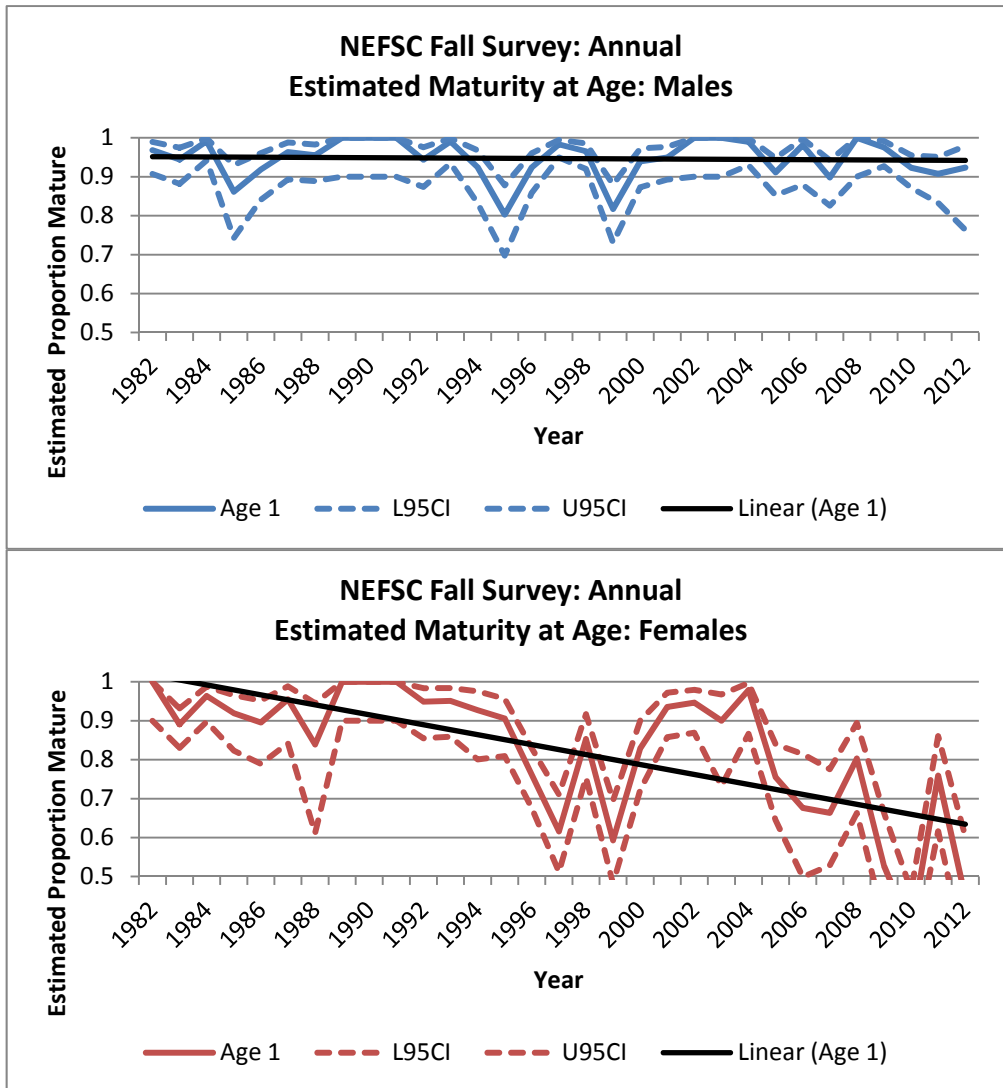 NEFSC Fall Survey: Annual
Estimated Maturity at Age: Males
Estimated Proportion Mature
1
0.9
0.8
0.7
0.6
0.5
1982 1984 1986 1988 1990 1992 1994 1996 1998 2000 2002 2004 2006 2008 2010 2012
Year
Age 1 L95CI U95CI Linear (Age 1)
NEFSC Fall Survey: Annual
Estimated Maturity at Age: Females
Estimated Proportion Mature
1
0.9
0.8
0.7
0.6
0.5
1982 1984 1986 1988 1990 1992 1994 1996 1998 2000 2002 2004 2006 2008 2010 2012
Year
Age 1 L95CI U95CI Linear (Age 1)